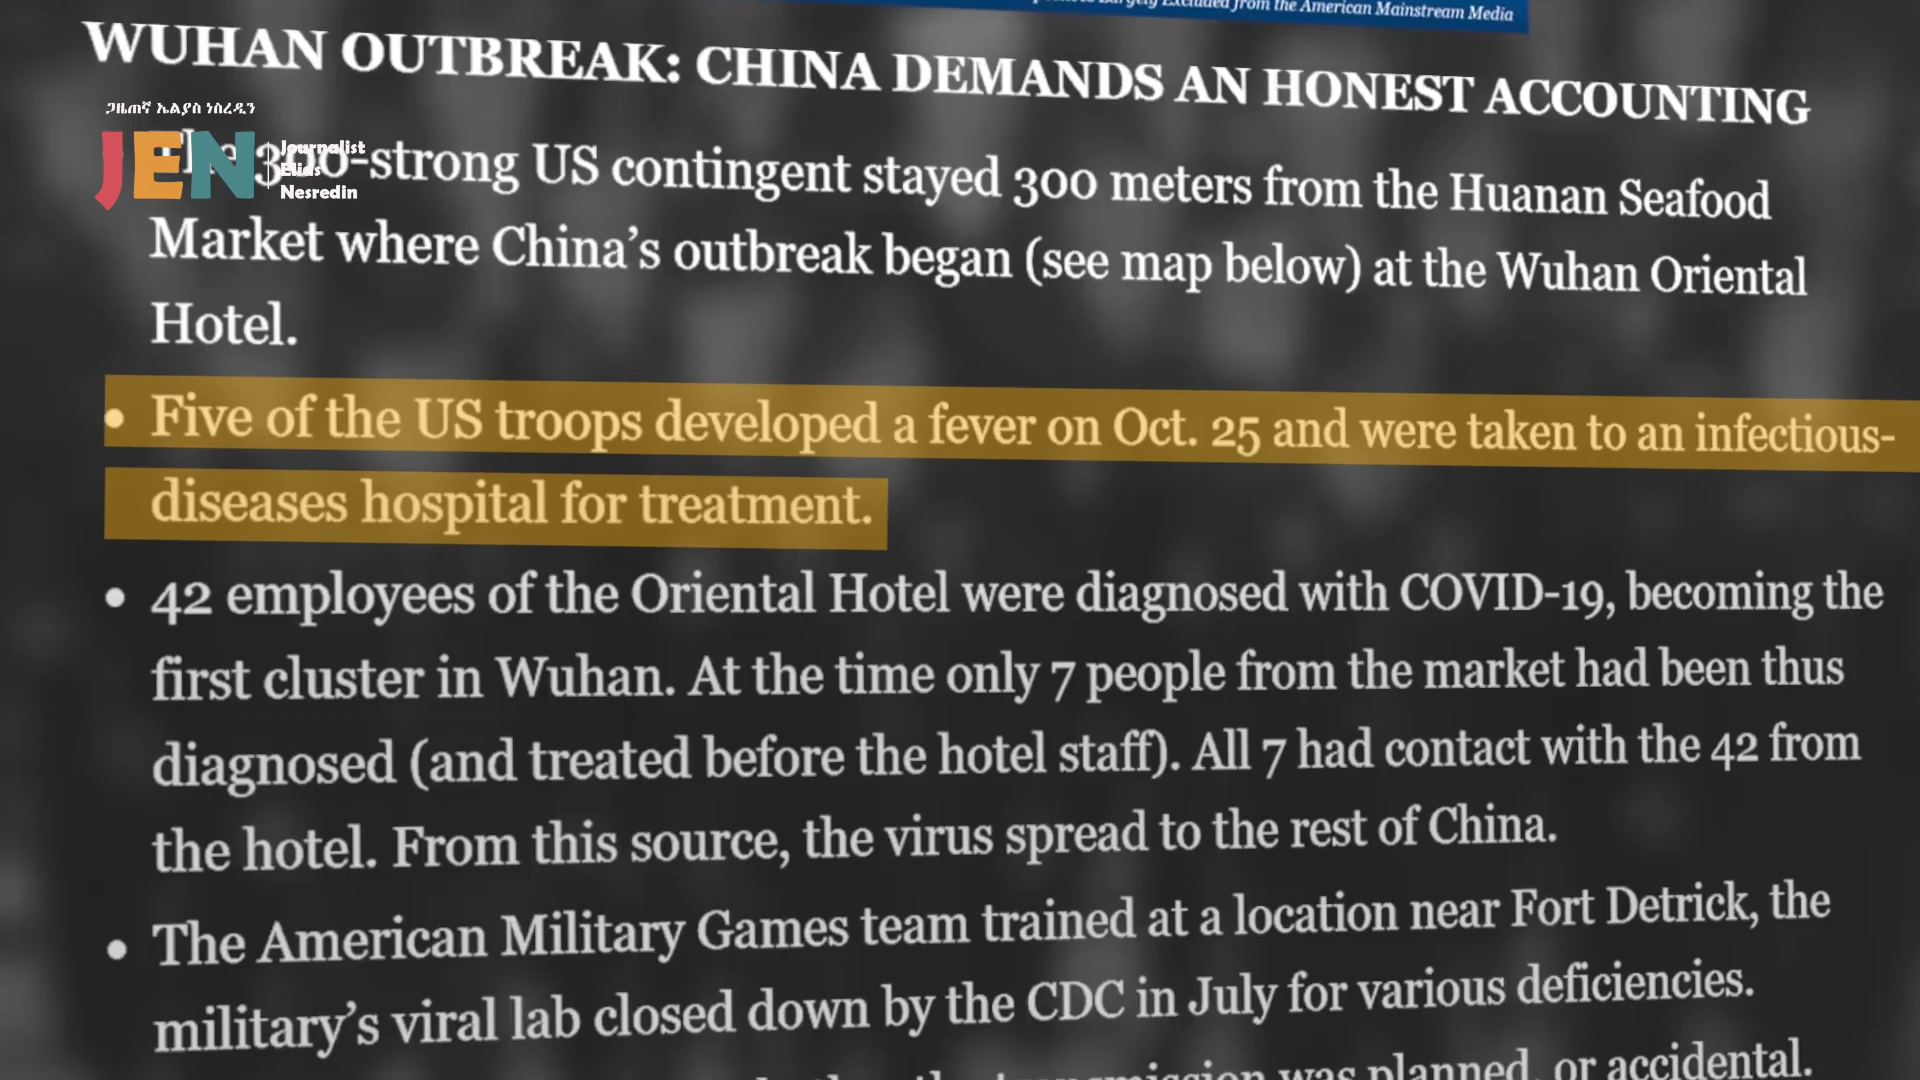 Largely Excluded from the American Mainstream Media
WUHAN OUTBREAK: CHINA DEMANDS AN HONEST ACCOUNTING
ጋዜጠኛ ኤልያስ ነስረዲን
JEN
Journalist
Elias
Nesredin
The 300-strong US contingent stayed 300 meters from the Huanan Seafood
Market where China’s outbreak began (see map below) at the Wuhan Oriental
Hotel.
• Five of the US troops developed a fever on Oct. 25 and were taken to an infectious-
diseases hospital for treatment.
• 42 employees of the Oriental Hotel were diagnosed with COVID-19, becoming the
first cluster in Wuhan. At the time only 7 people from the market had been thus
diagnosed (and treated before the hotel staff). All 7 had contact with the 42 from
the hotel. From this source, the virus spread to the rest of China.
• The American Military Games team trained at a location near Fort Detrick, the
military’s viral lab closed down by the CDC in July for various deficiencies.
transmission was planned, or accidental.